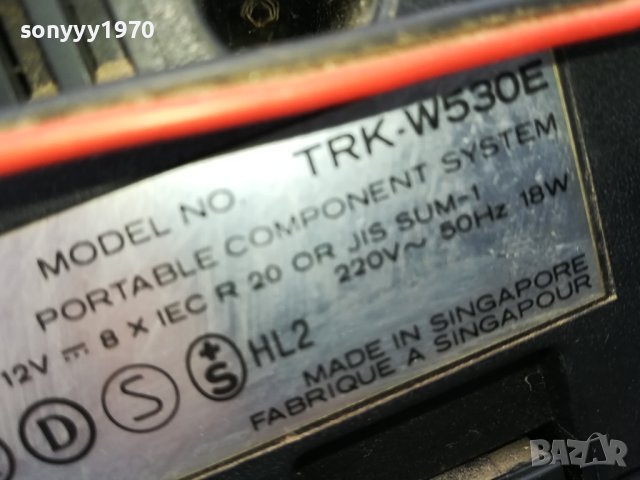 sonyyy1970
MODEL NO. TRK-W530E
PORTABLE COMPONENT SYSTEM
12V ⎓ 8 X IEC R 20 OR JIS SUM-1
220V~ 50Hz 18W
D S +S HL2
MADE IN SINGAPORE
FABRIQUE A SINGAPOUR
BAZAR